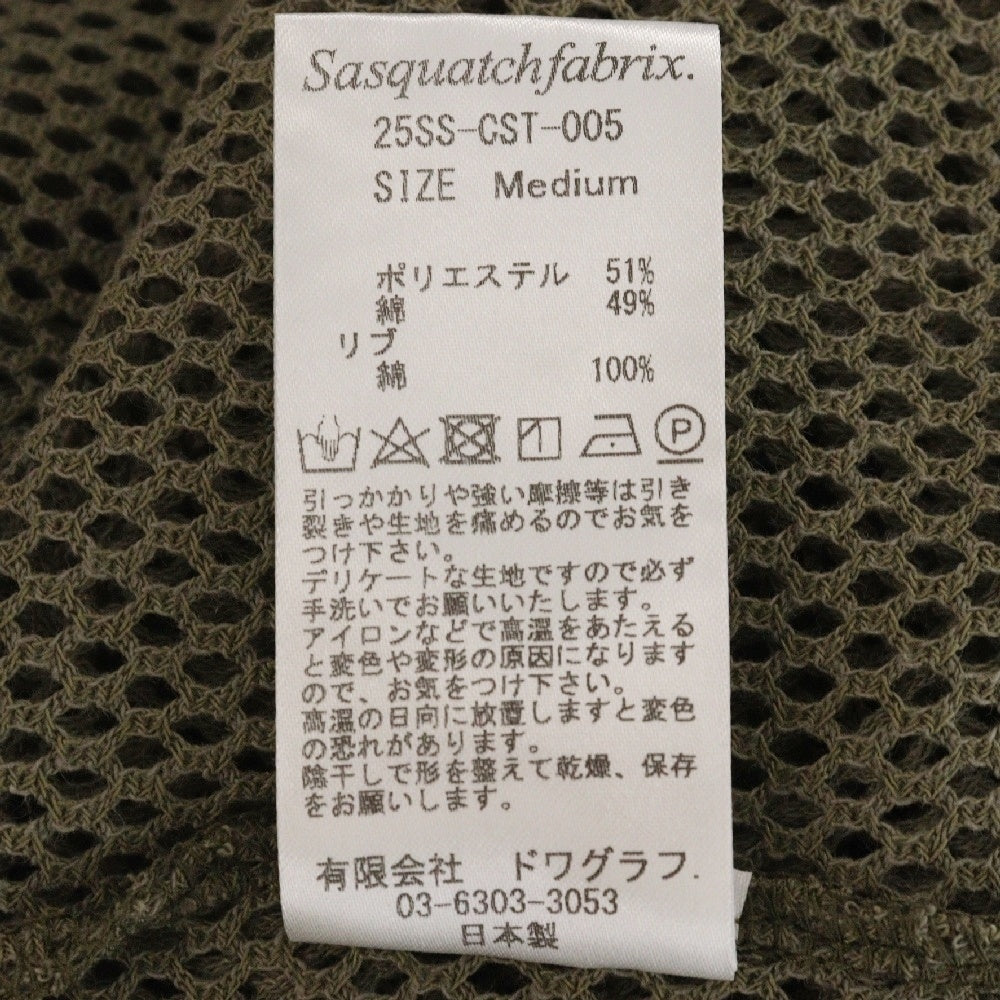 Sasquatchfabrix.
25SS-CST-005
SIZE Medium
ポリエステル 51%
綿 49%
リブ
綿 100%
P
引っかかりや強い摩擦等は引き
裂きや生地を痛めるのでお気を
つけ下さい。
デリケートな生地ですので必ず
手洗いでお願いいたします。
アイロンなどで高温をあたえる
と変色や変形の原因になります
ので、お気をつけ下さい。
高温の日向に放置しますと変色
の恐れがあります。
陰干しで形を整えて乾燥、保存
をお願いします。
有限会社 ドワグラフ.
03-6303-3053
日本製